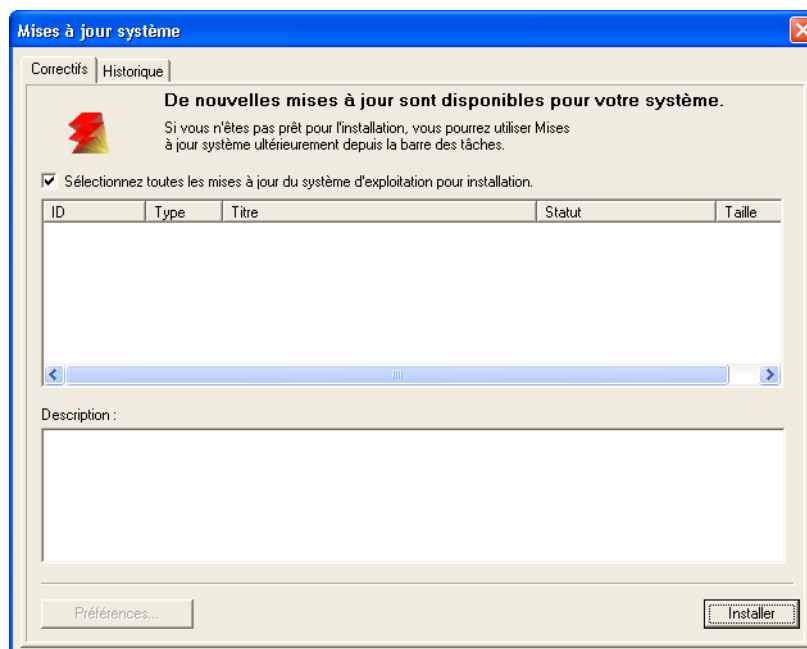 Mises à jour système
Correctifs
Historique
De nouvelles mises à jour sont disponibles pour votre système.
Si vous n'êtes pas prêt pour l'installation, vous pourrez utiliser Mises
à jour système ultérieurement depuis la barre des tâches.
Sélectionnez toutes les mises à jour du système d'exploitation pour installation.
ID Type Titre Statut Taille
Description :
Préférences...
Installer